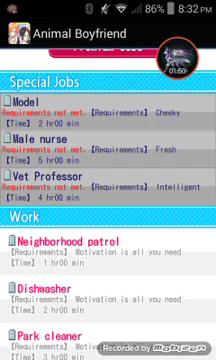 86% 8:32 PM
Animal Boyfriend
01:50
Special Jobs
Model
Requirements not met.【Requirements】 Cheeky
【Time】 2 hr00 min
Male nurse
Requirements not met.【Requirements】 Fresh
【Time】 5 hr00 min
Vet Professor
Requirements not met.【Requirements】 Intelligent
【Time】 4 hr00 min
Work
Neighborhood patrol
【Requirements】 Motivation is all you need
【Time】 1 hr00 min
Dishwasher
【Requirements】 Motivation is all you need
【Time】 2 hr00 min
Park cleaner
【Requirements】 Motivation is all you need
【Time】 3 hr00 min
Recorded by Mobizen